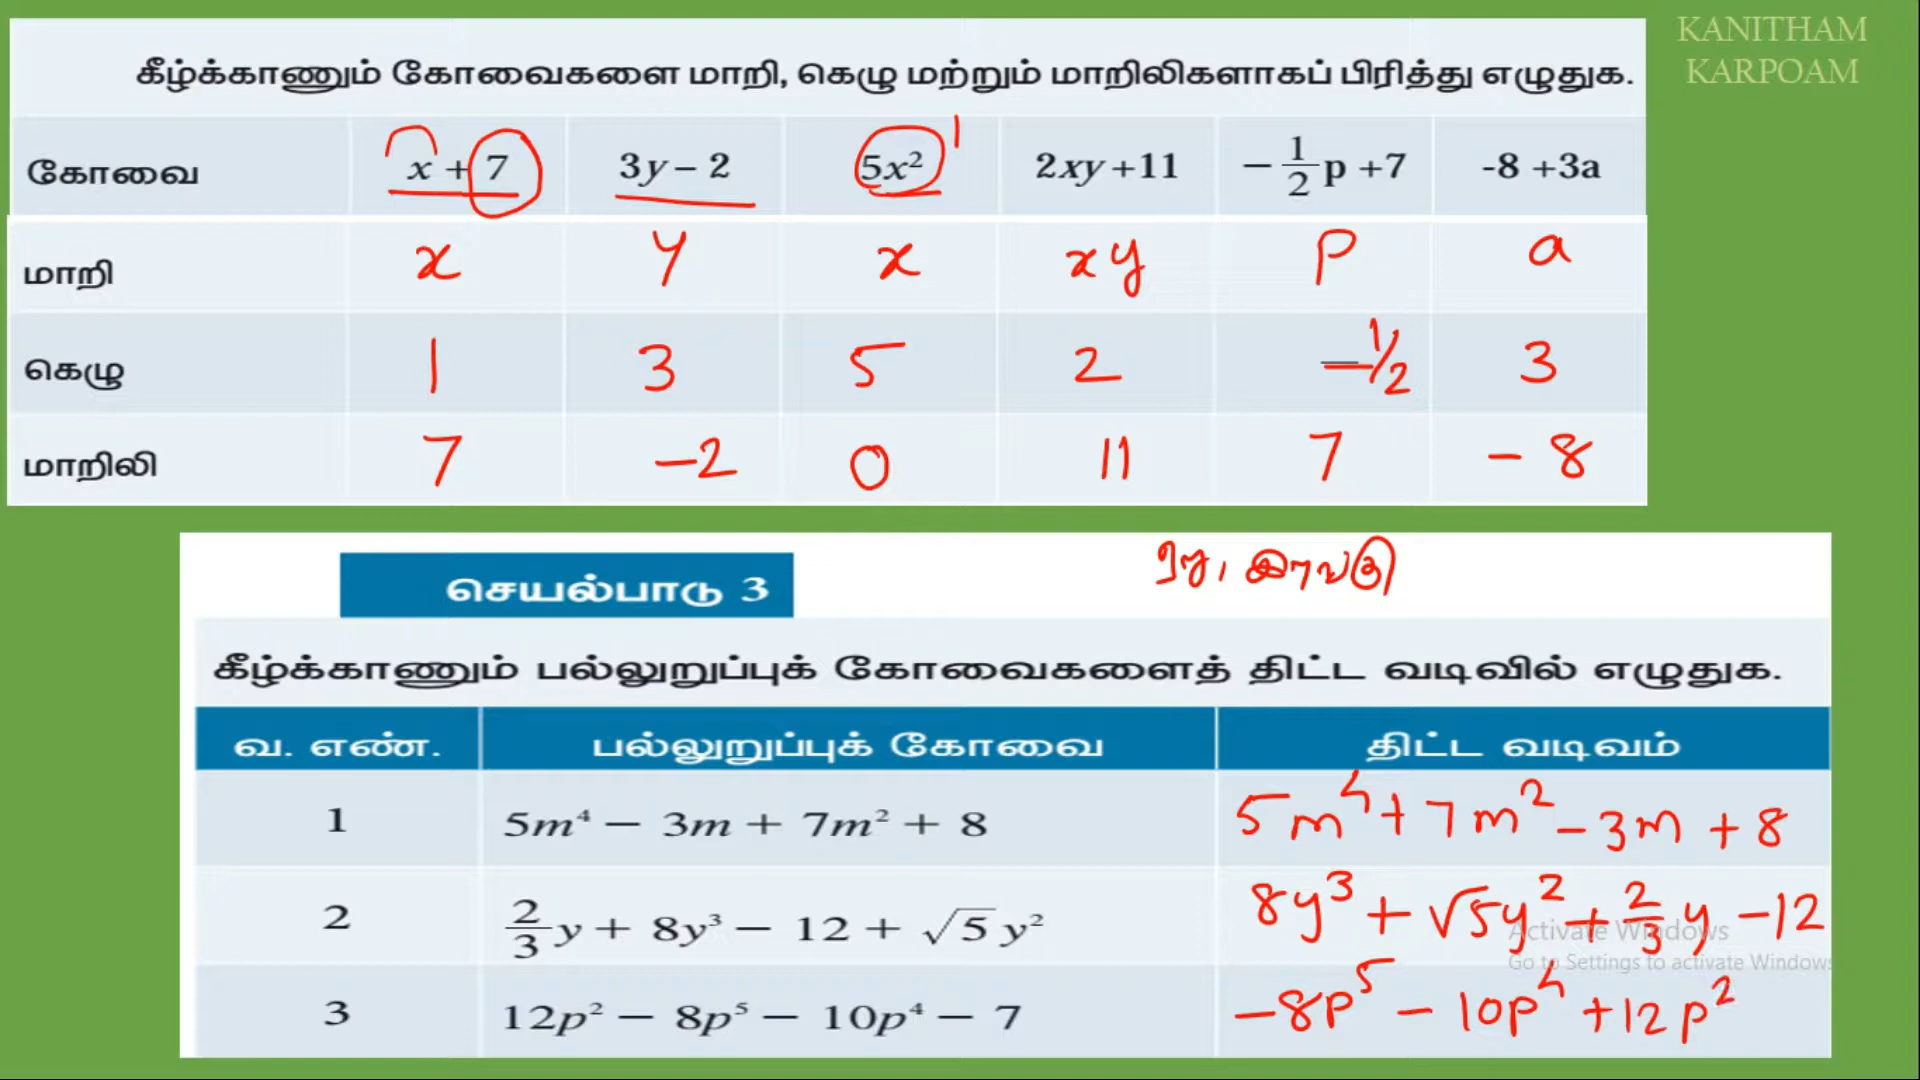 KANITHAM
KARPOAM
கீழ்க்காணும் கோவைகளை மாறி, கெழு மற்றும் மாறிலிகளாகப் பிரித்து எழுதுக.
கோவை x + 7 3y – 2 5x² 2xy +11 – 1/2 p +7 -8 +3a
மாறி x y x xy p a
கெழு 1 3 5 2 –1/2 3
மாறிலி 7 –2 0 11 7 –8
செயல்பாடு 3
கீழ்க்காணும் பல்லுறுப்புக் கோவைகளைத் திட்ட வடிவில் எழுதுக.
வ. எண். பல்லுறுப்புக் கோவை திட்ட வடிவம்
1 5m⁴ – 3m + 7m² + 8 5m⁴ + 7m² – 3m + 8
2 2/3 y + 8y³ – 12 + √5 y² 8y³ + √5y² + 2/3 y – 12
Activate Windows
Go to Settings to activate Windows
3 12p² – 8p⁵ – 10p⁴ – 7 –8p⁵ – 10p⁴ + 12p²